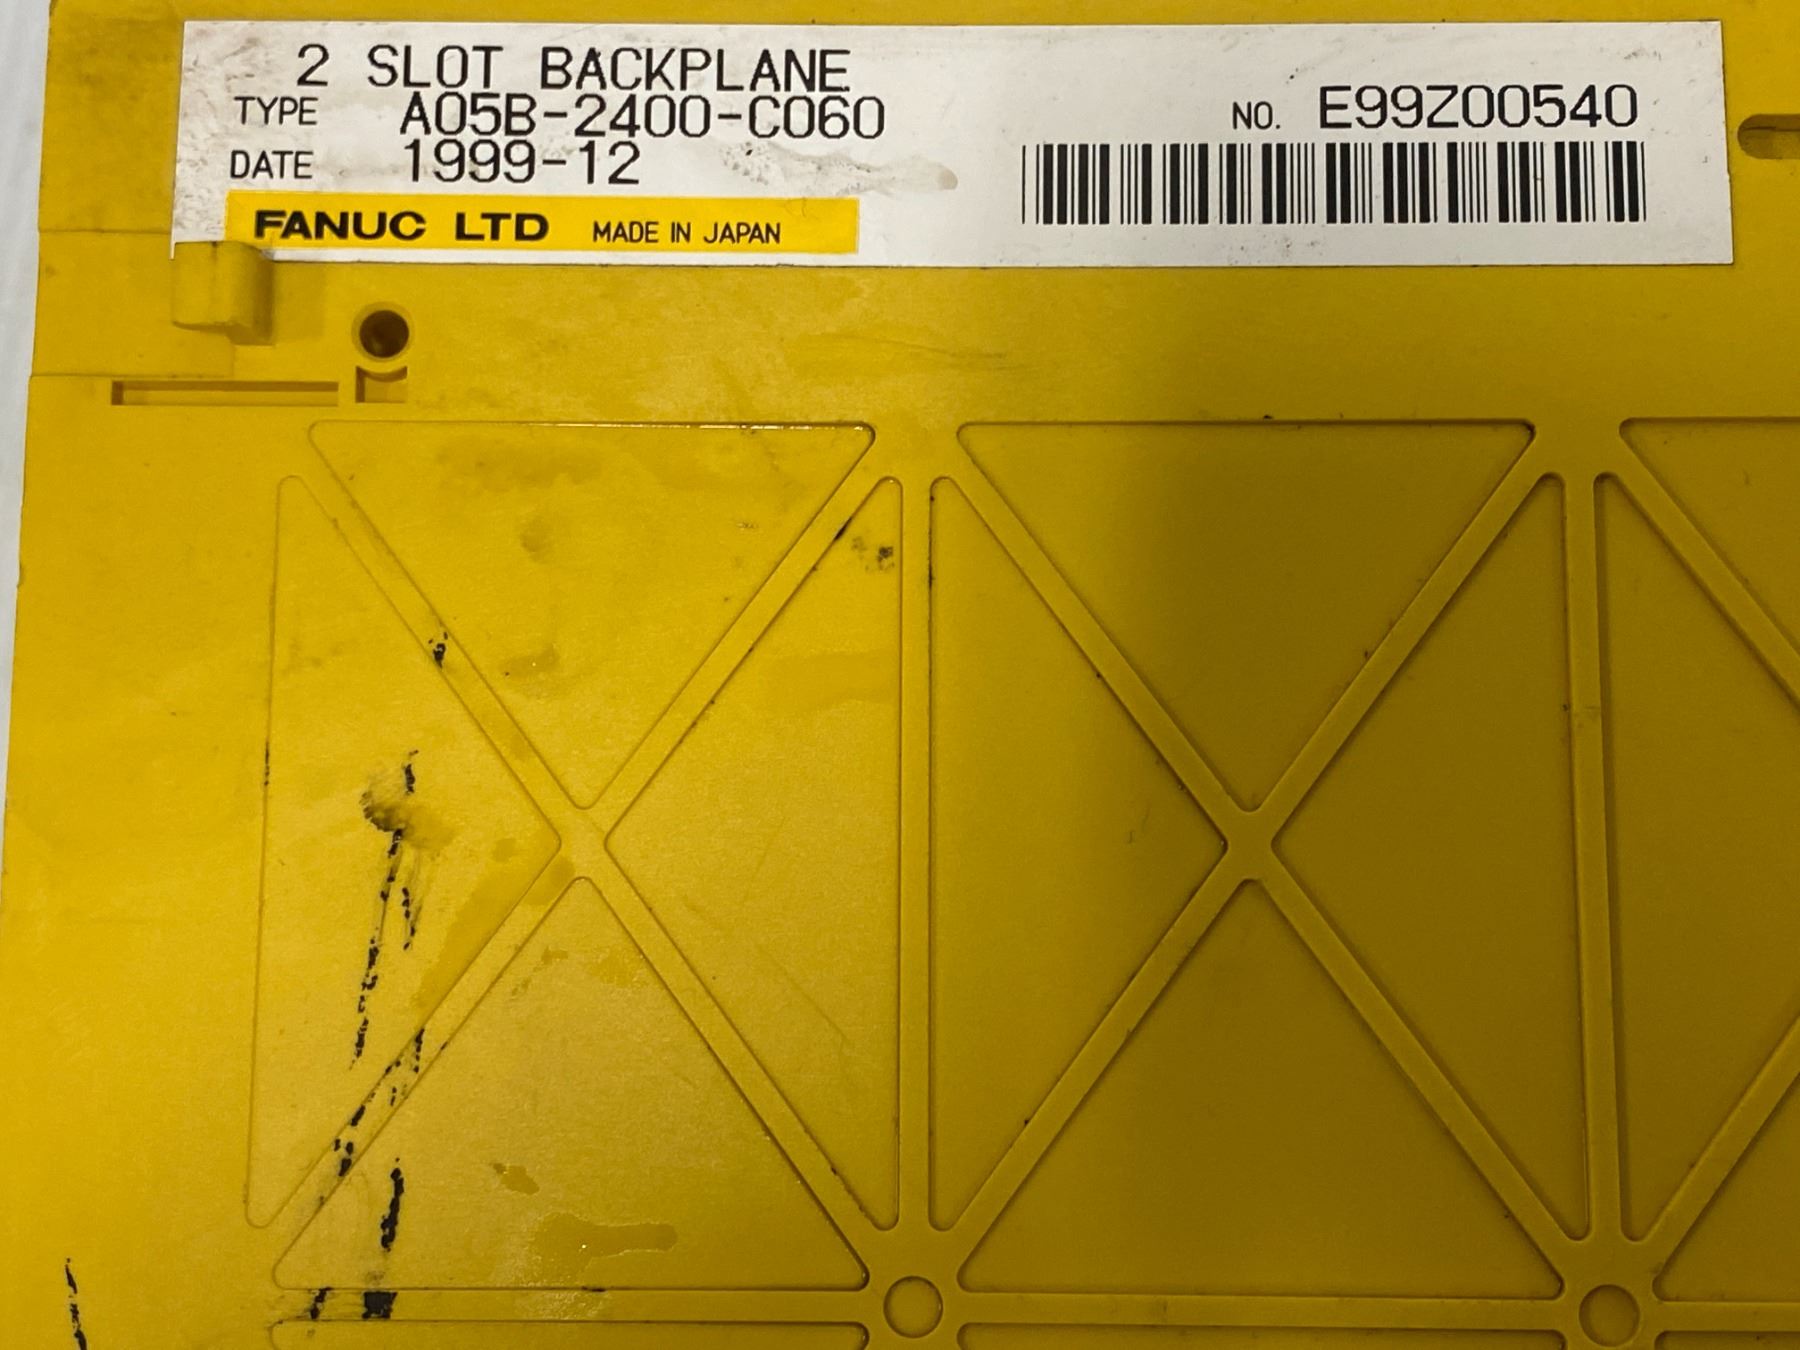 2 SLOT BACKPLANE
TYPE A05B-2400-C060
DATE 1999-12
FANUC LTD MADE IN JAPAN
NO. E99Z00540